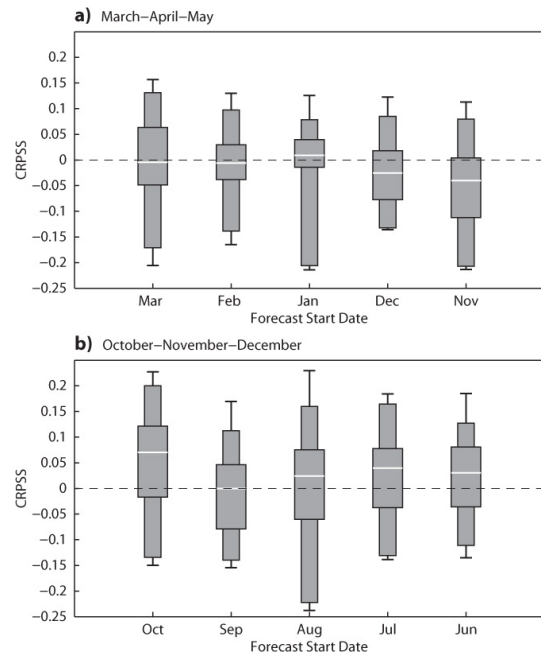 a) March–April–May
0.2
0.15
0.1
0.05
0
−0.05
−0.1
−0.15
−0.2
−0.25
CRPSS
Mar Feb Jan Dec Nov
Forecast Start Date
b) October–November–December
0.2
0.15
0.1
0.05
0
−0.05
−0.1
−0.15
−0.2
−0.25
CRPSS
Oct Sep Aug Jul Jun
Forecast Start Date